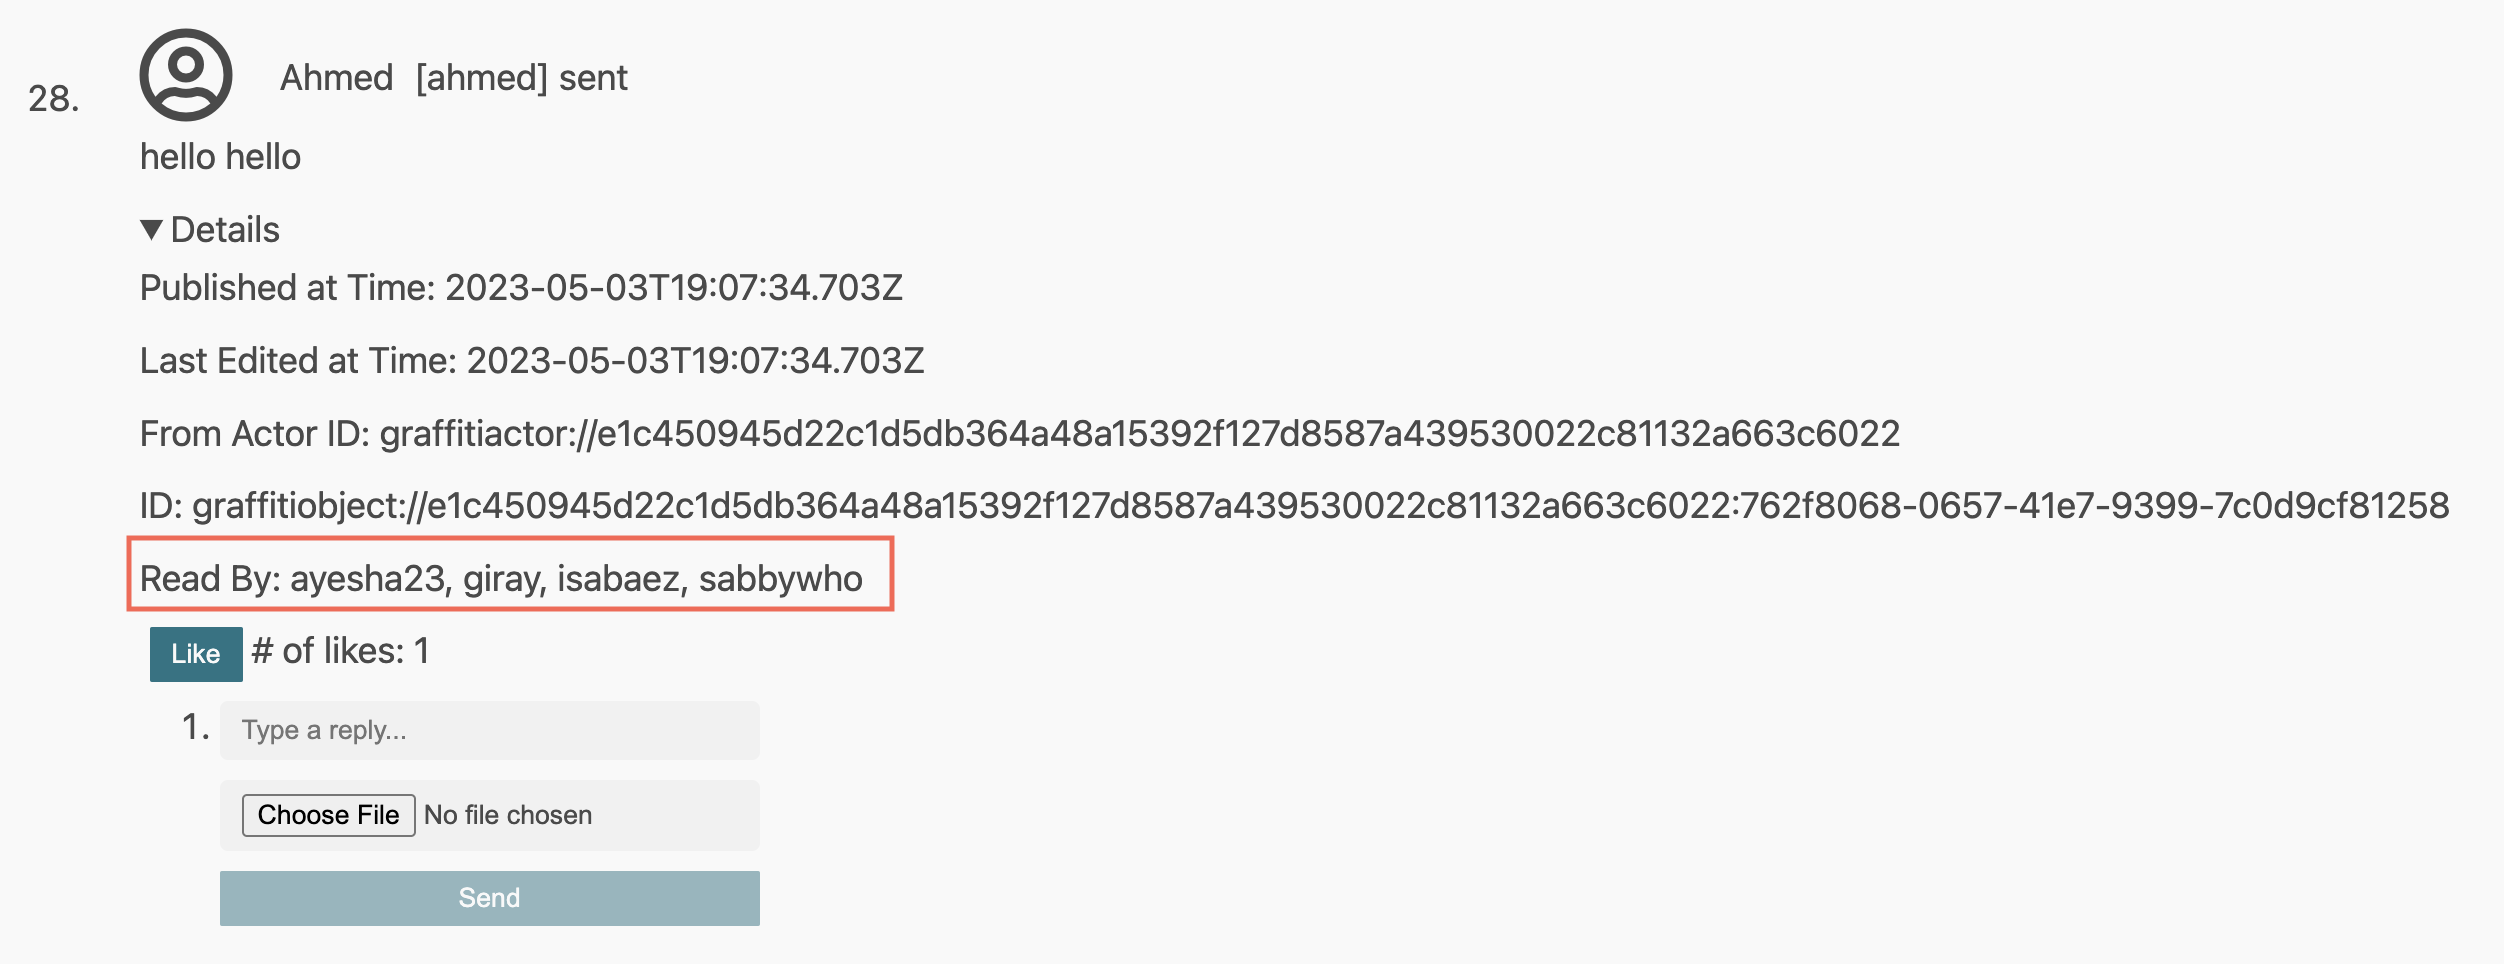 28.
Ahmed [ahmed] sent
hello hello
▼ Details
Published at Time: 2023-05-03T19:07:34.703Z
Last Edited at Time: 2023-05-03T19:07:34.703Z
From Actor ID: graffitiactor://e1c450945d22c1d5db364a48a15392f127d8587a439530022c81132a663c6022
ID: graffitiobject://e1c450945d22c1d5db364a48a15392f127d8587a439530022c81132a663c6022:762f8068-0657-41e7-9399-7c0d9cf81258
Read By: ayesha23, giray, isabaez, sabbywho
Like # of likes: 1
1. Type a reply...
Choose File No file chosen
Send